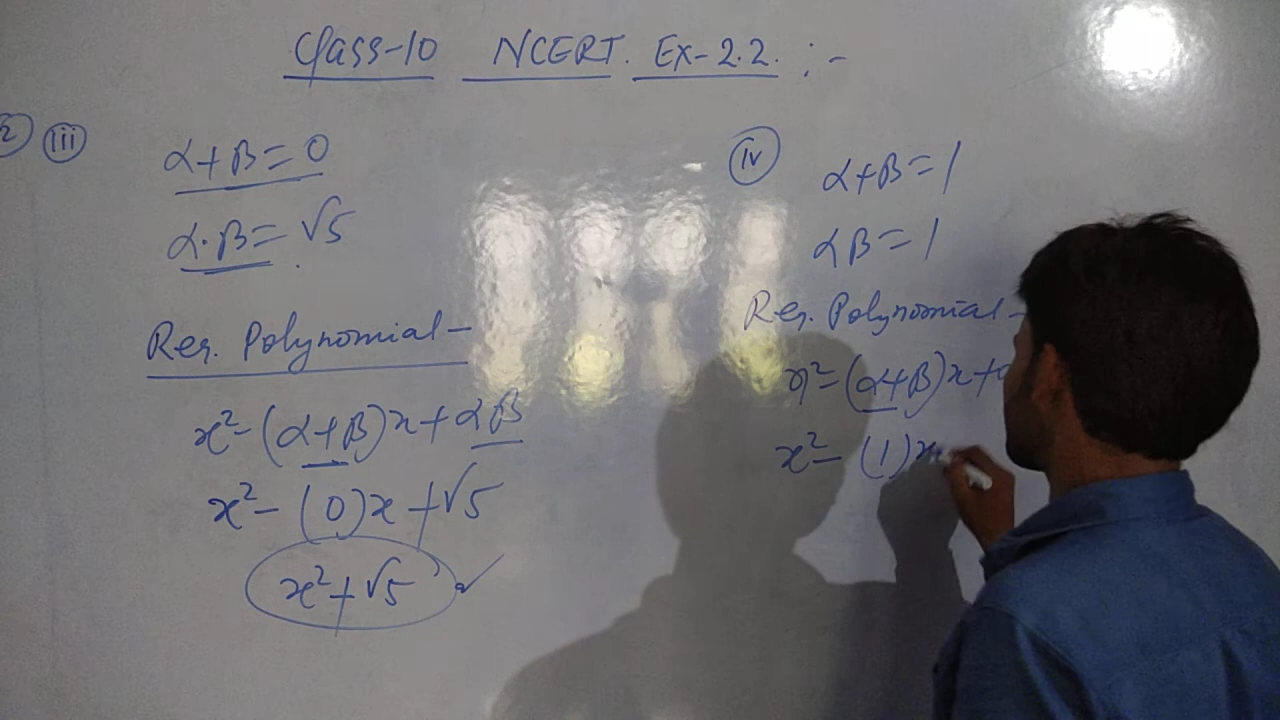 Class-10 NCERT. Ex-2.2. :-
2 iii
α+β=0
α.β=√5
Req. Polynomial-
x²-(α+β)x+αβ
x²-(0)x+√5
x²+√5 ✓
iv
α+β=1
αβ=1
Req. Polynomial-
x²-(α+β)x+
x²-(1)x